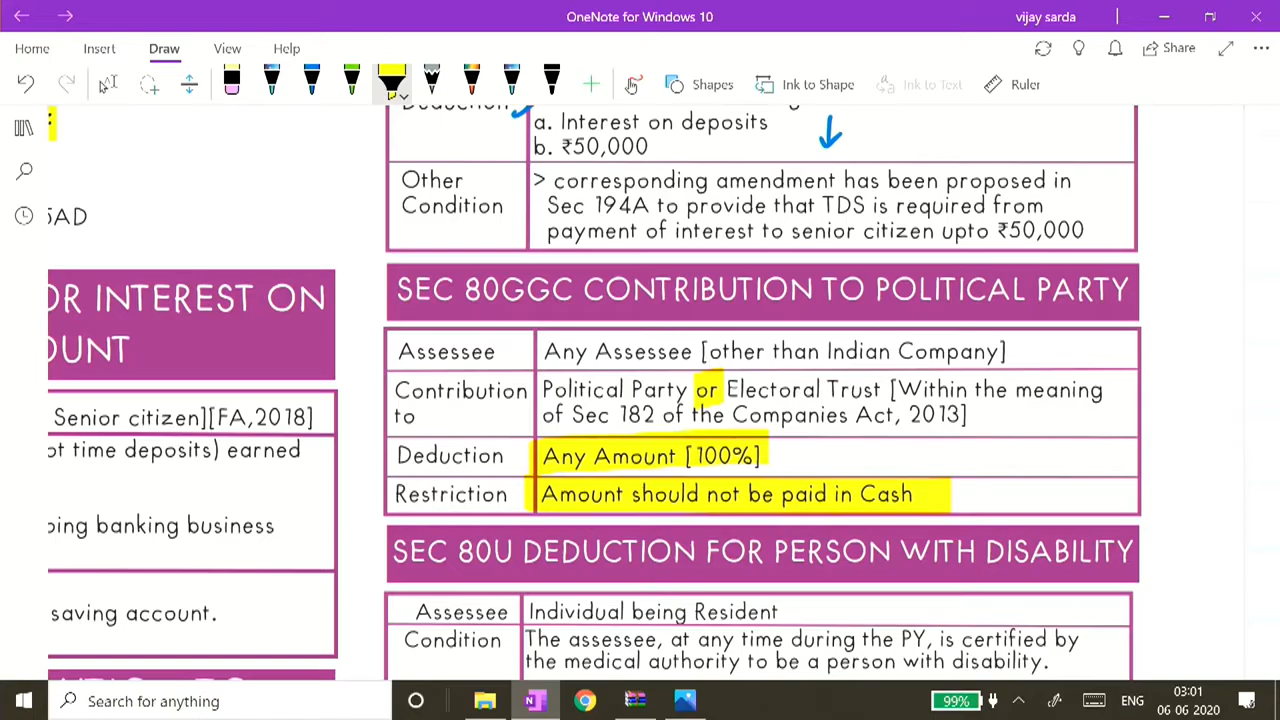 OneNote for Windows 10
vijay sarda
Home Insert Draw View Help
Share
Shapes
Ink to Shape
Ink to Text
Ruler
Deduction
a. Interest on deposits
b. ₹50,000
Other Condition
> corresponding amendment has been proposed in
Sec 194A to provide that TDS is required from
payment of interest to senior citizen upto ₹50,000
5AD
OR INTEREST ON
OUNT
Senior citizen][FA,2018]
ot time deposits) earned
oing banking business
saving account.
SEC 80GGC CONTRIBUTION TO POLITICAL PARTY
Assessee
Any Assessee [other than Indian Company]
Contribution to
Political Party or Electoral Trust [Within the meaning
of Sec 182 of the Companies Act, 2013]
Deduction
Any Amount [100%]
Restriction
Amount should not be paid in Cash
SEC 80U DEDUCTION FOR PERSON WITH DISABILITY
Assessee
Individual being Resident
Condition
The assessee, at any time during the PY, is certified by
the medical authority to be a person with disability.
Search for anything
99%
ENG
03:01
06-06-2020